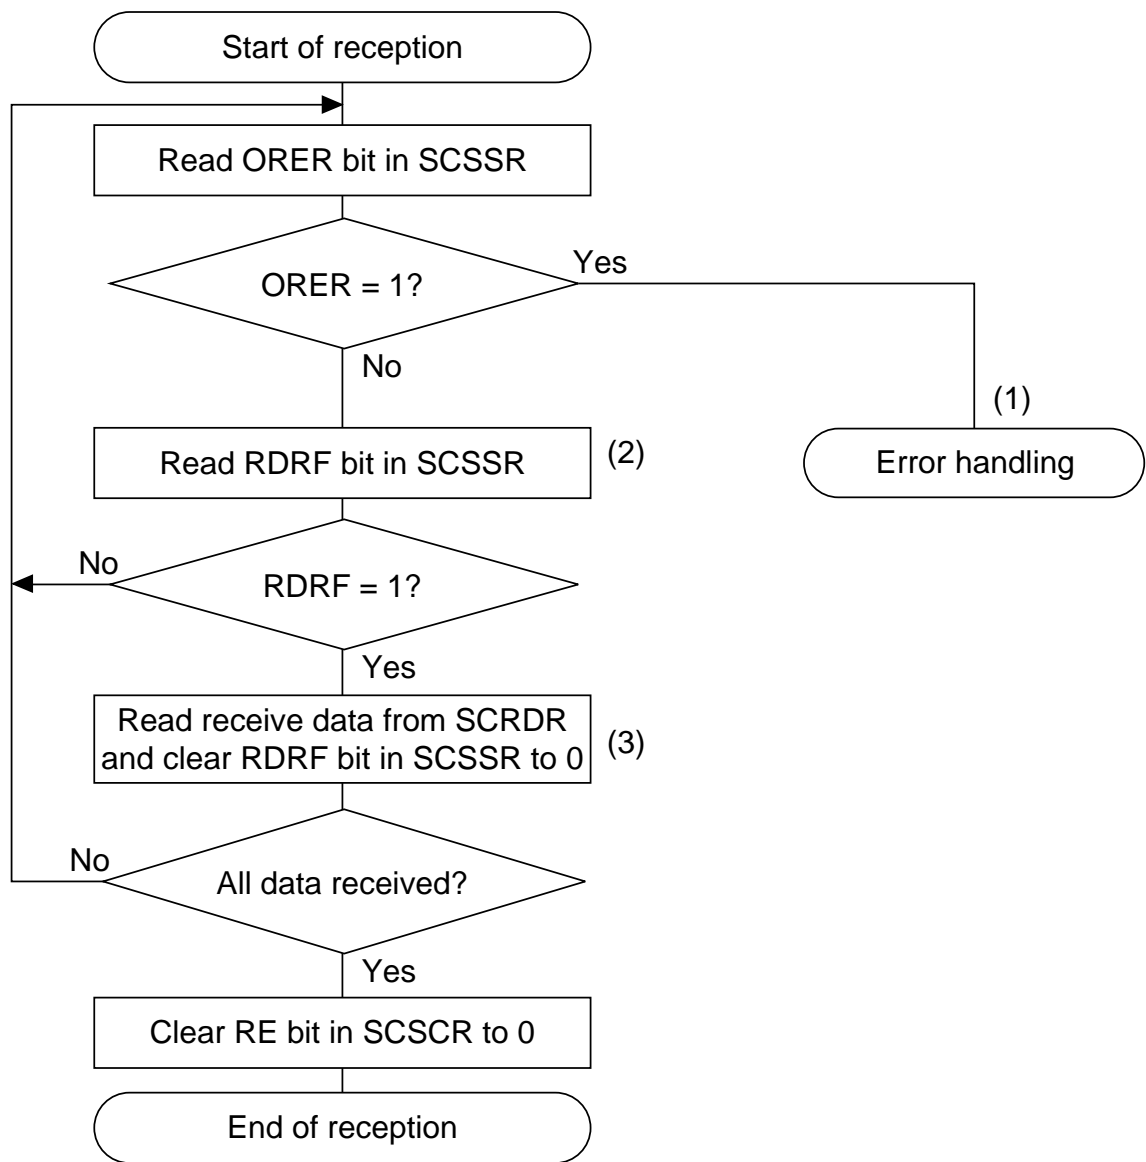 Start of reception
Read ORER bit in SCSSR
ORER = 1?
Yes
No
(1)
Error handling
Read RDRF bit in SCSSR
(2)
No
RDRF = 1?
Yes
Read receive data from SCRDR
and clear RDRF bit in SCSSR to 0
(3)
No
All data received?
Yes
Clear RE bit in SCSCR to 0
End of reception